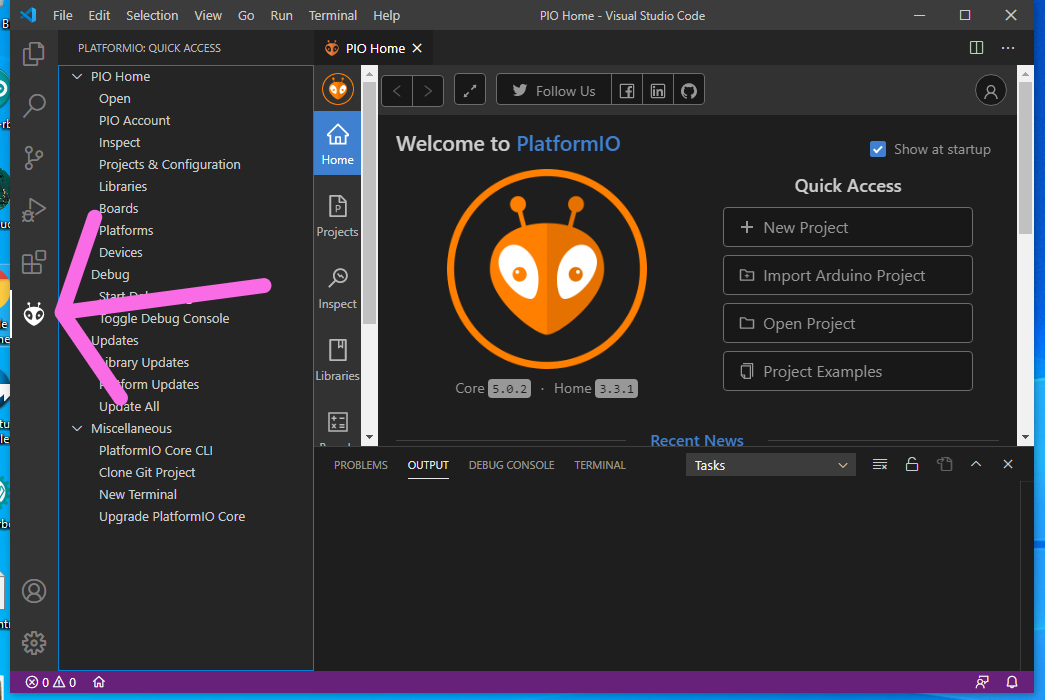 File Edit Selection View Go Run Terminal Help PIO Home - Visual Studio Code
PLATFORMIO: QUICK ACCESS
PIO Home
Open
PIO Account
Inspect
Projects & Configuration
Libraries
Boards
Platforms
Devices
Debug
Start
Toggle Debug Console
Updates
Library Updates
Platform Updates
Update All
Miscellaneous
PlatformIO Core CLI
Clone Git Project
New Terminal
Upgrade PlatformIO Core
PIO Home
Home
Projects
Inspect
Libraries
Follow Us
Welcome to PlatformIO
Show at startup
Core 5.0.2 · Home 3.3.1
Quick Access
New Project
Import Arduino Project
Open Project
Project Examples
Recent News
PROBLEMS OUTPUT DEBUG CONSOLE TERMINAL Tasks
0 0